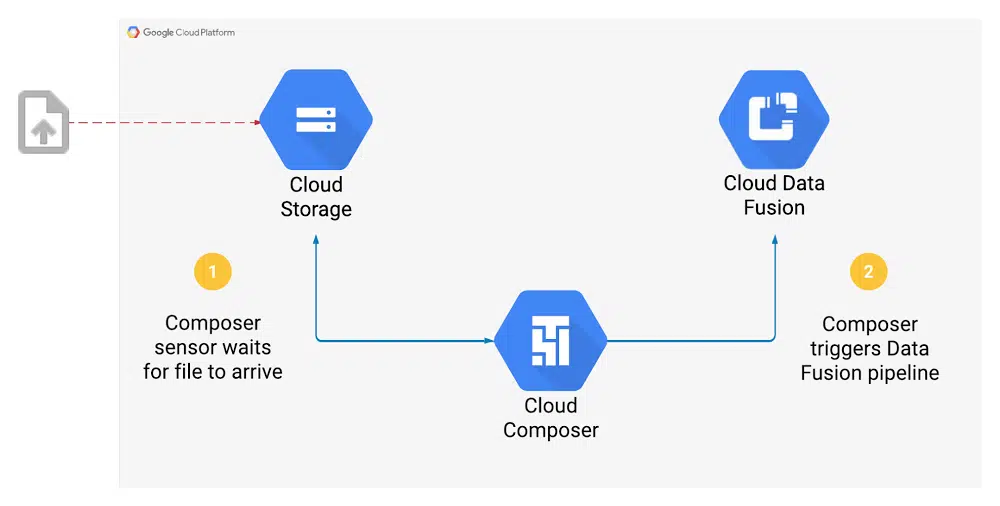 Google Cloud Platform
Cloud
Storage
Cloud Data
Fusion
1
Composer
sensor waits
for file to arrive
2
Composer
triggers Data
Fusion pipeline
Cloud
Composer